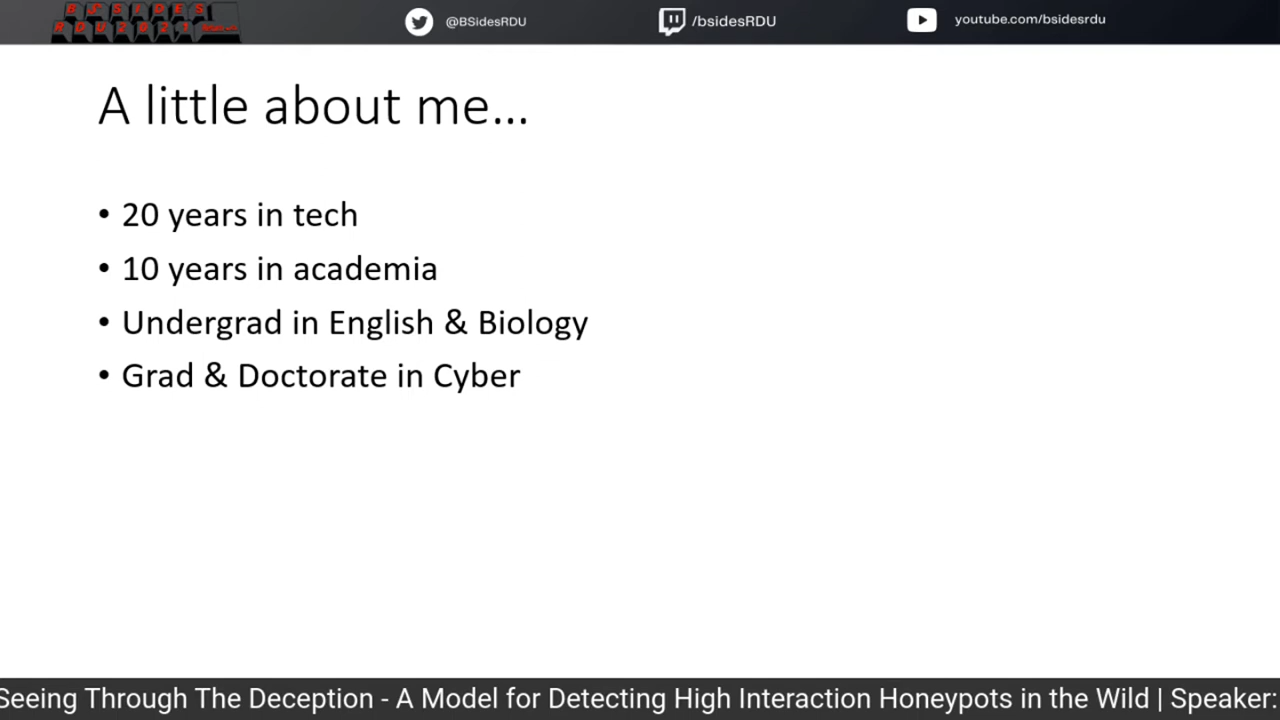 BSIDES
RDU2021
@BSidesRDU
/bsidesRDU
youtube.com/bsidesrdu
A little about me...
• 20 years in tech
• 10 years in academia
• Undergrad in English & Biology
• Grad & Doctorate in Cyber
Seeing Through The Deception - A Model for Detecting High Interaction Honeypots in the Wild | Speaker: